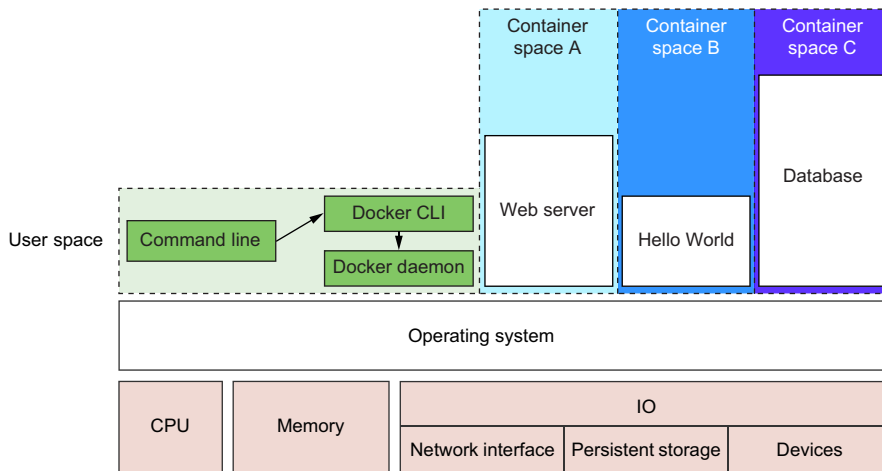 Container
space A
Container
space B
Container
space C
Database
Web server
Hello World
Docker CLI
Command line
Docker daemon
User space
Operating system
CPU
Memory
IO
Network interface
Persistent storage
Devices